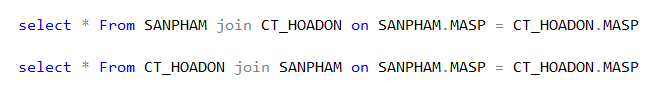 select * From SANPHAM join CT_HOADON on SANPHAM.MASP = CT_HOADON.MASP
select * From CT_HOADON join SANPHAM on SANPHAM.MASP = CT_HOADON.MASP